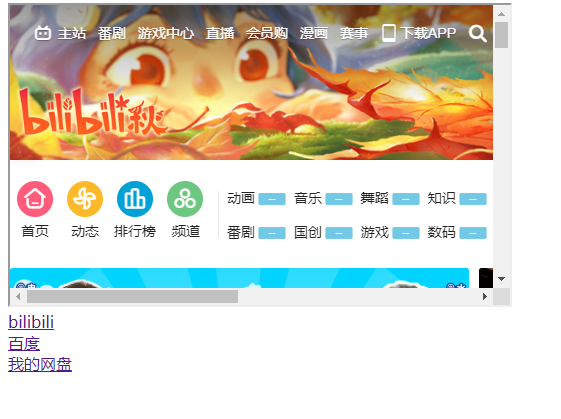 主站 番剧 游戏中心 直播 会员购 漫画 赛事 下载APP
bilibili秋
动画 -- 音乐 -- 舞蹈 -- 知识 --
首页 动态 排行榜 频道
番剧 -- 国创 -- 游戏 -- 数码 --
bilibili
百度
我的网盘